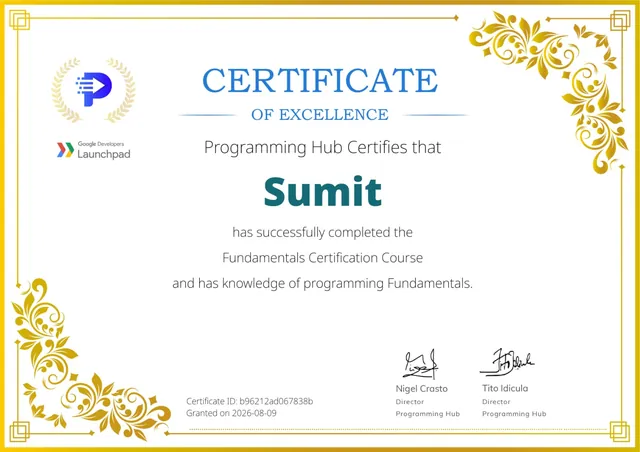 CERTIFICATE
OF EXCELLENCE
Google Developers
Launchpad
Programming Hub Certifies that
Sumit
has successfully completed the
Fundamentals Certification Course
and has knowledge of programming Fundamentals.
Nigel Crasto
Director
Programming Hub
Tito Idicula
Director
Programming Hub
Certificate ID: b96212ad067838b
Granted on 2026-08-09